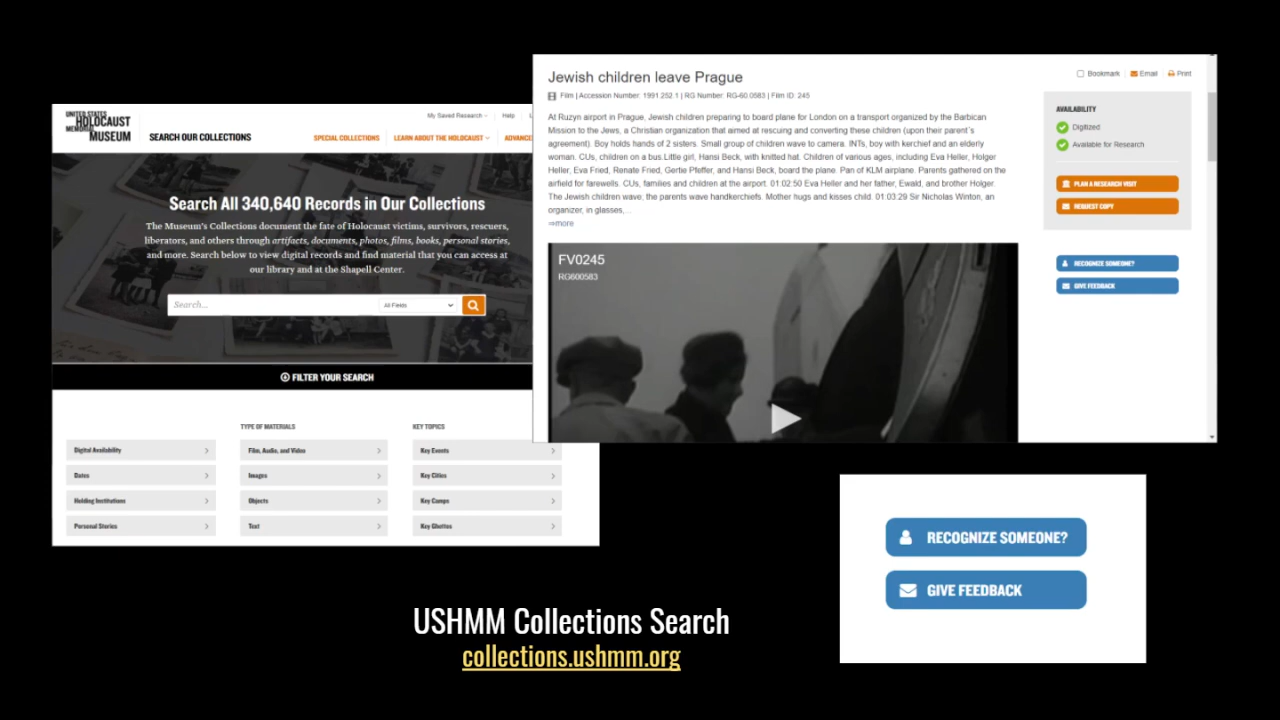 UNITED STATES
HOLOCAUST
MEMORIAL
MUSEUM
SEARCH OUR COLLECTIONS
My Saved Research
Help
L
SPECIAL COLLECTIONS
LEARN ABOUT THE HOLOCAUST
ADVANCE
Search All 340,640 Records in Our Collections
The Museum's Collections document the fate of Holocaust victims, survivors, rescuers,
liberators, and others through artifacts, documents, photos, films, books, personal stories,
and more. Search below to view digital records and find material that you can access at
our library and at the Shapell Center.
Search...
All Fields
FILTER YOUR SEARCH
Digital Availability
Dates
Holding Institutions
Personal Stories
TYPE OF MATERIALS
Film, Audio, and Video
Images
Objects
Text
KEY TOPICS
Key Events
Key Cities
Key Camps
Key Ghettos
Jewish children leave Prague
Film | Accession Number: 1991.252.1 | RG Number: RG-60.0583 | Film ID: 245
At Ruzyn airport in Prague, Jewish children preparing to board plane for London on a transport organized by the Barbican
Mission to the Jews, a Christian organization that aimed at rescuing and converting these children (upon their parent`s
agreement). Boy holds hands of 2 sisters. Small group of children wave to camera. INTs, boy with kerchief and an elderly
woman. CUs, children on a bus.Little girl, Hansi Beck, with knitted hat. Children of various ages, including Eva Heller, Holger
Heller, Eva Fried, Renate Fried, Gertie Pfeffer, and Hansi Beck, board the plane. Pan of KLM airplane. Parents gathered on the
airfield for farewells. CUs, families and children at the airport. 01:02:50 Eva Heller and her father, Ewald, and brother Holger.
The Jewish children wave, the parents wave handkerchiefs. Mother hugs and kisses child. 01:03:29 Sir Nicholas Winton, an
organizer, in glasses,...
⇒more
FV0245
RG600583
Bookmark
Email
Print
AVAILABILITY
Digitized
Available for Research
PLAN A RESEARCH VISIT
REQUEST COPY
RECOGNIZE SOMEONE?
GIVE FEEDBACK
RECOGNIZE SOMEONE?
GIVE FEEDBACK
USHMM Collections Search
collections.ushmm.org